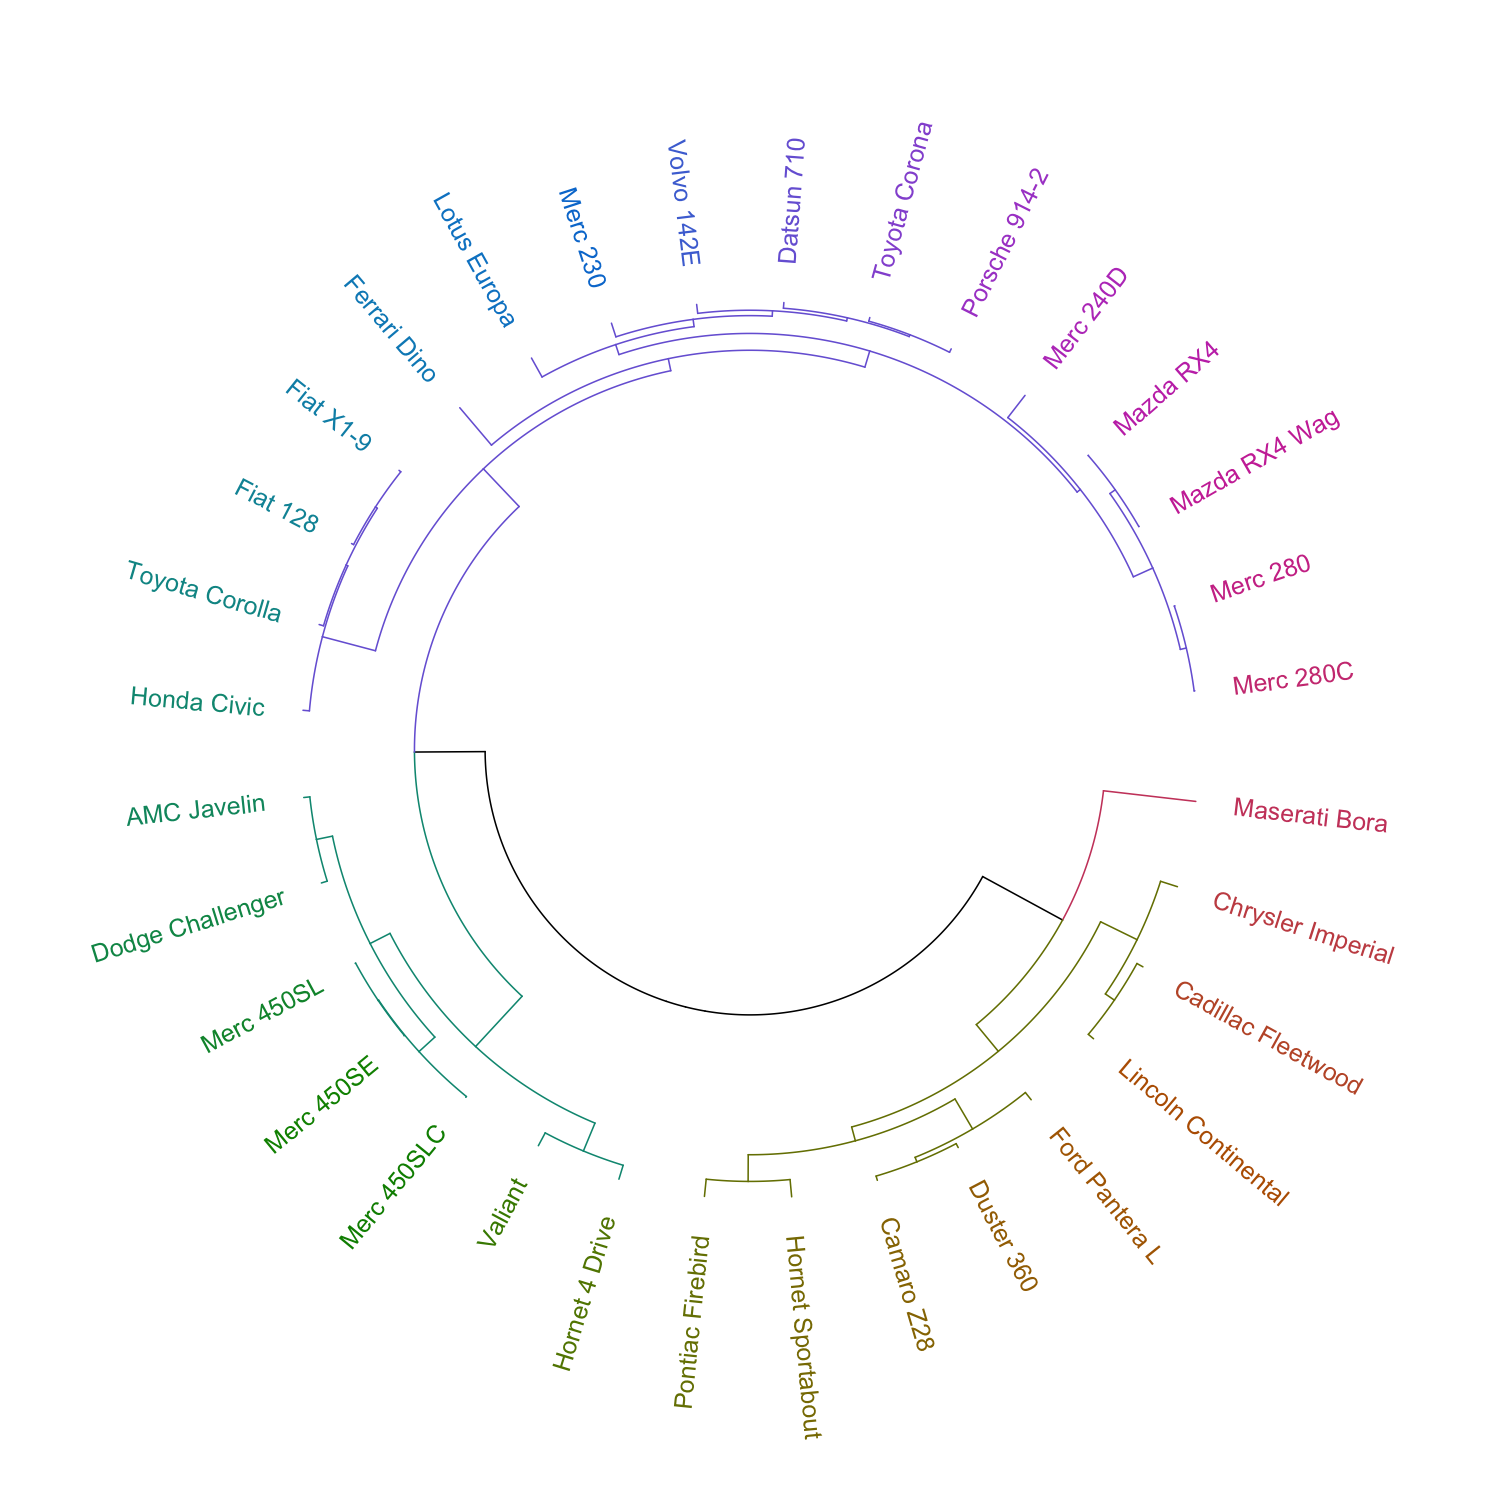 Maserati Bora
Chrysler Imperial
Cadillac Fleetwood
Lincoln Continental
Ford Pantera L
Duster 360
Camaro Z28
Hornet Sportabout
Pontiac Firebird
Hornet 4 Drive
Valiant
Merc 450SLC
Merc 450SE
Merc 450SL
Dodge Challenger
AMC Javelin
Honda Civic
Toyota Corolla
Fiat 128
Fiat X1-9
Ferrari Dino
Lotus Europa
Merc 230
Volvo 142E
Datsun 710
Toyota Corona
Porsche 914-2
Merc 240D
Mazda RX4
Mazda RX4 Wag
Merc 280
Merc 280C